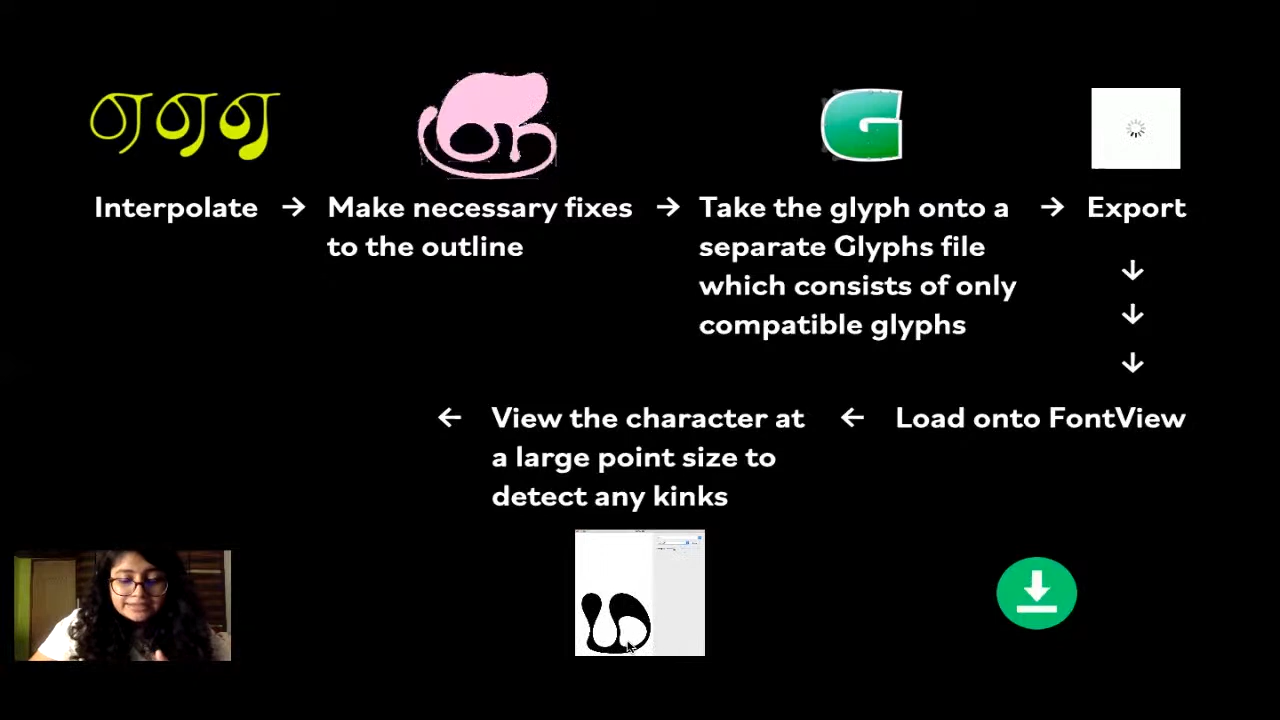 Interpolate → Make necessary fixes → Take the glyph onto a → Export
to the outline separate Glyphs file
which consists of only
compatible glyphs
↓
↓
↓
← View the character at ← Load onto FontView
a large point size to
detect any kinks